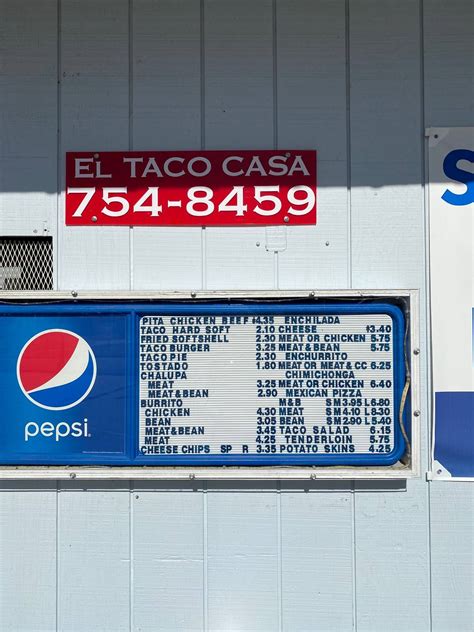 EL TACO CASA
754-8459
S
pepsi
PITA CHICKEN BEEF $4.35
TACO HARD SOFT 2.10
FRIED SOFTSHELL 2.30
TACO BURGER 3.25
TACO PIE 2.30
TOSTADO 1.80
CHALUPA
MEAT 3.25
MEAT&BEAN 2.90
BURRITO
CHICKEN 4.30
BEAN 3.05
MEAT&BEAN 3.45
MEAT 4.25
CHEESE CHIPS SP R 3.35
ENCHILADA
CHEESE $3.40
MEAT OR CHICKEN 5.75
MEAT & BEAN 5.75
ENCHURRITO
MEAT OR MEAT & CC 6.25
CHIMICHONGA
MEAT OR CHICKEN 6.40
MEXICAN PIZZA
M&B SM 3.95 L 6.80
MEAT SM 4.10 L 8.30
BEAN SM 2.90 L 5.40
TACO SALAD 6.15
TENDERLOIN 5.75
POTATO SKINS 4.25